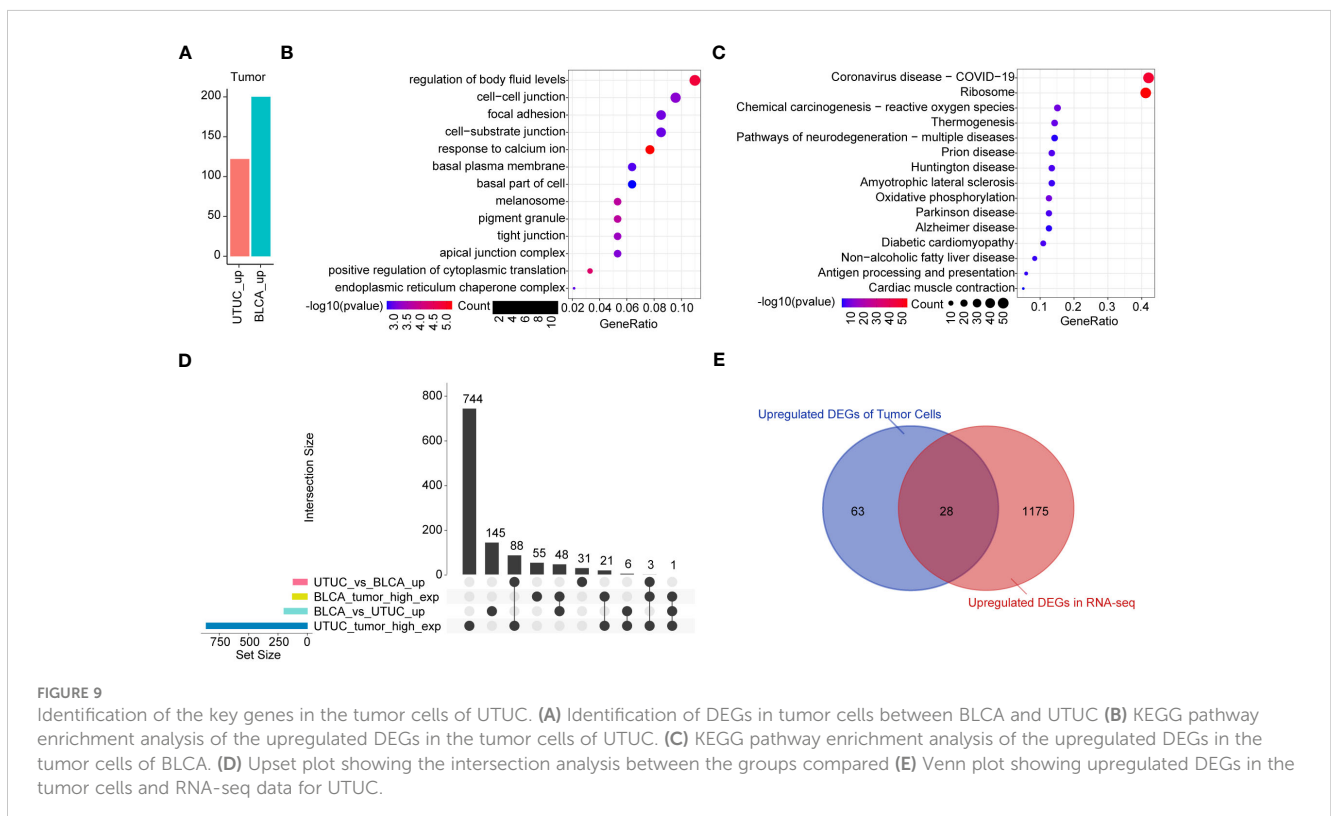 A
Tumor
200
150
100
50
0
UTUC_up
BLCA_up
B
regulation of body fluid levels
cell−cell junction
focal adhesion
cell−substrate junction
response to calcium ion
basal plasma membrane
basal part of cell
melanosome
pigment granule
tight junction
apical junction complex
positive regulation of cytoplasmic translation
endoplasmic reticulum chaperone complex
0.02 0.04 0.06 0.08 0.10
GeneRatio
-log10(pvalue)
3.0 3.5 4.0 4.5 5.0
Count
2 4 6 8 10
C
Coronavirus disease − COVID−19
Ribosome
Chemical carcinogenesis − reactive oxygen species
Thermogenesis
Pathways of neurodegeneration − multiple diseases
Prion disease
Huntington disease
Amyotrophic lateral sclerosis
Oxidative phosphorylation
Parkinson disease
Alzheimer disease
Diabetic cardiomyopathy
Non−alcoholic fatty liver disease
Antigen processing and presentation
Cardiac muscle contraction
0.1 0.2 0.3 0.4
GeneRatio
-log10(pvalue)
10 20 30 40 50
Count
10 20 30 40 50
D
Intersection Size
800
600
400
200
0
744 145 88 55 48 31 21 6 3 1
UTUC_vs_BLCA_up
BLCA_tumor_high_exp
BLCA_vs_UTUC_up
UTUC_tumor_high_exp
750 500 250 0
Set Size
E
Upregulated DEGs of Tumor Cells
63 28 1175
Upregulated DEGs in RNA-seq
FIGURE 9
Identification of the key genes in the tumor cells of UTUC. (A) Identification of DEGs in tumor cells between BLCA and UTUC (B) KEGG pathway
enrichment analysis of the upregulated DEGs in the tumor cells of UTUC. (C) KEGG pathway enrichment analysis of the upregulated DEGs in the
tumor cells of BLCA. (D) Upset plot showing the intersection analysis between the groups compared (E) Venn plot showing upregulated DEGs in the
tumor cells and RNA-seq data for UTUC.